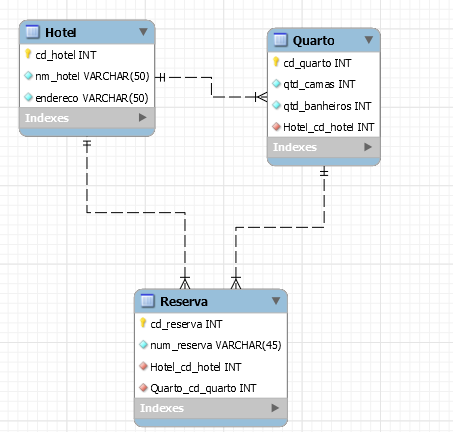 Hotel
cd_hotel INT
nm_hotel VARCHAR(50)
endereco VARCHAR(50)
Indexes
Quarto
cd_quarto INT
qtd_camas INT
qtd_banheiros INT
Hotel_cd_hotel INT
Indexes
Reserva
cd_reserva INT
num_reserva VARCHAR(45)
Hotel_cd_hotel INT
Quarto_cd_quarto INT
Indexes